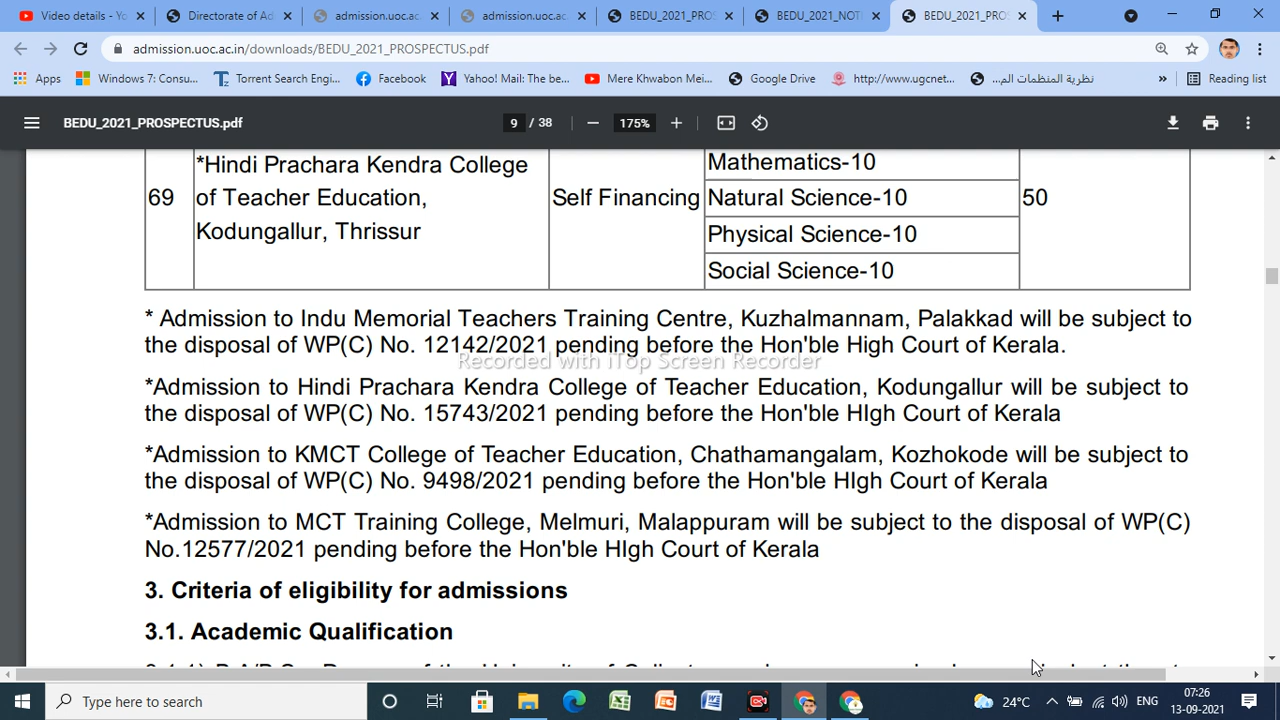 Video details - Yo
Directorate of Ad
admission.uoc.ac.
admission.uoc.ac.
BEDU_2021_PROS
BEDU_2021_NOTI
BEDU_2021_PROS
admission.uoc.ac.in/downloads/BEDU_2021_PROSPECTUS.pdf
Apps
Windows 7: Consu...
Torrent Search Engi...
Facebook
Yahoo! Mail: The be...
Mere Khwabon Mei...
Google Drive
http://www.ugcnet...
نظرية المنظمات الم...
»
Reading list
BEDU_2021_PROSPECTUS.pdf
9 / 38
175%
69
*Hindi Prachara Kendra College
of Teacher Education,
Kodungallur, Thrissur
Self Financing
Mathematics-10
Natural Science-10
Physical Science-10
Social Science-10
50
* Admission to Indu Memorial Teachers Training Centre, Kuzhalmannam, Palakkad will be subject to
the disposal of WP(C) No. 12142/2021 pending before the Hon'ble High Court of Kerala.
Recorded with iTop Screen Recorder
*Admission to Hindi Prachara Kendra College of Teacher Education, Kodungallur will be subject to
the disposal of WP(C) No. 15743/2021 pending before the Hon'ble HIgh Court of Kerala
*Admission to KMCT College of Teacher Education, Chathamangalam, Kozhokode will be subject to
the disposal of WP(C) No. 9498/2021 pending before the Hon'ble HIgh Court of Kerala
*Admission to MCT Training College, Melmuri, Malappuram will be subject to the disposal of WP(C)
No.12577/2021 pending before the Hon'ble HIgh Court of Kerala
3. Criteria of eligibility for admissions
3.1. Academic Qualification
Type here to search
24°C
ENG
07:26
13-09-2021